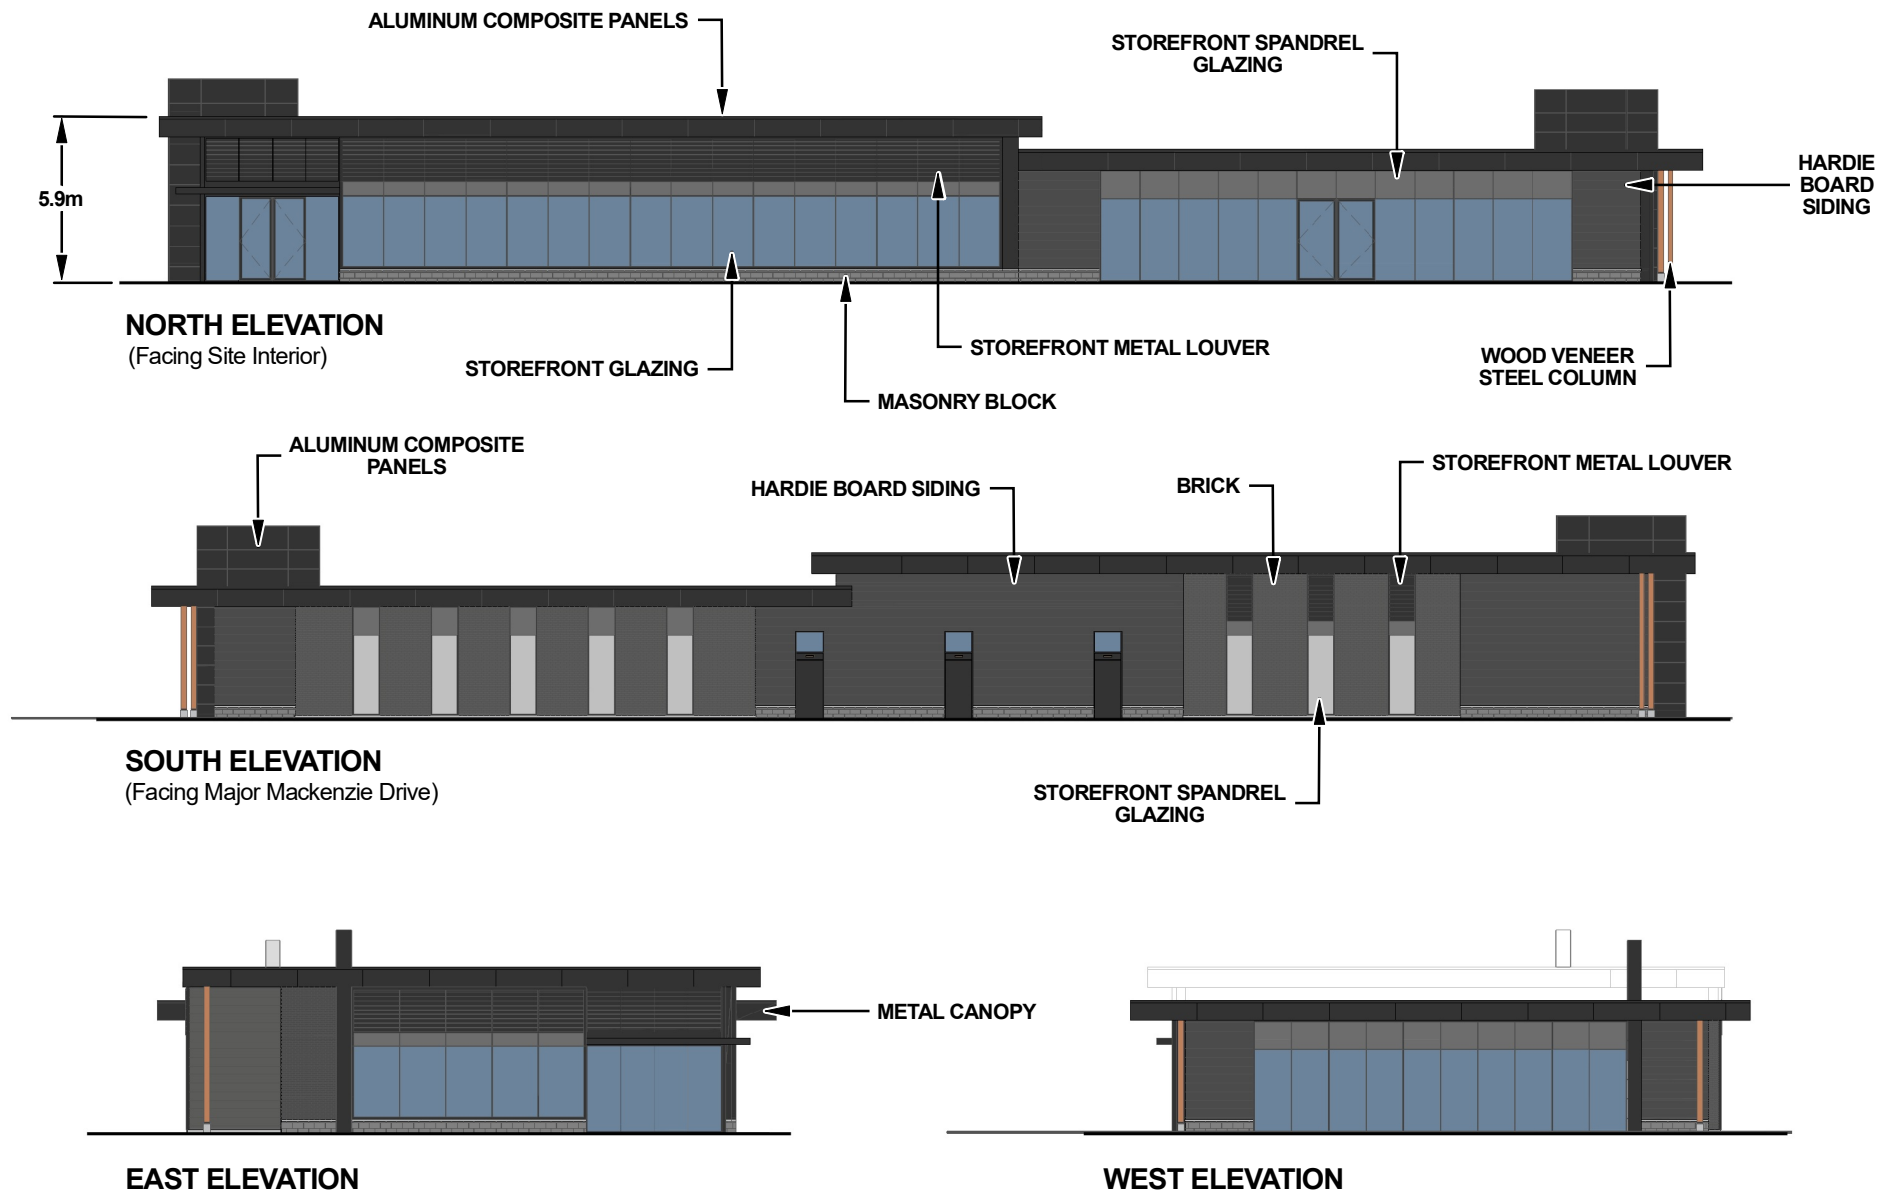 ALUMINUM COMPOSITE PANELS
STOREFRONT SPANDREL
GLAZING
HARDIE
BOARD
SIDING
5.9m
NORTH ELEVATION
(Facing Site Interior)
STOREFRONT GLAZING
MASONRY BLOCK
STOREFRONT METAL LOUVER
WOOD VENEER
STEEL COLUMN
ALUMINUM COMPOSITE
PANELS
HARDIE BOARD SIDING
BRICK
STOREFRONT METAL LOUVER
SOUTH ELEVATION
(Facing Major Mackenzie Drive)
STOREFRONT SPANDREL
GLAZING
METAL CANOPY
EAST ELEVATION
WEST ELEVATION